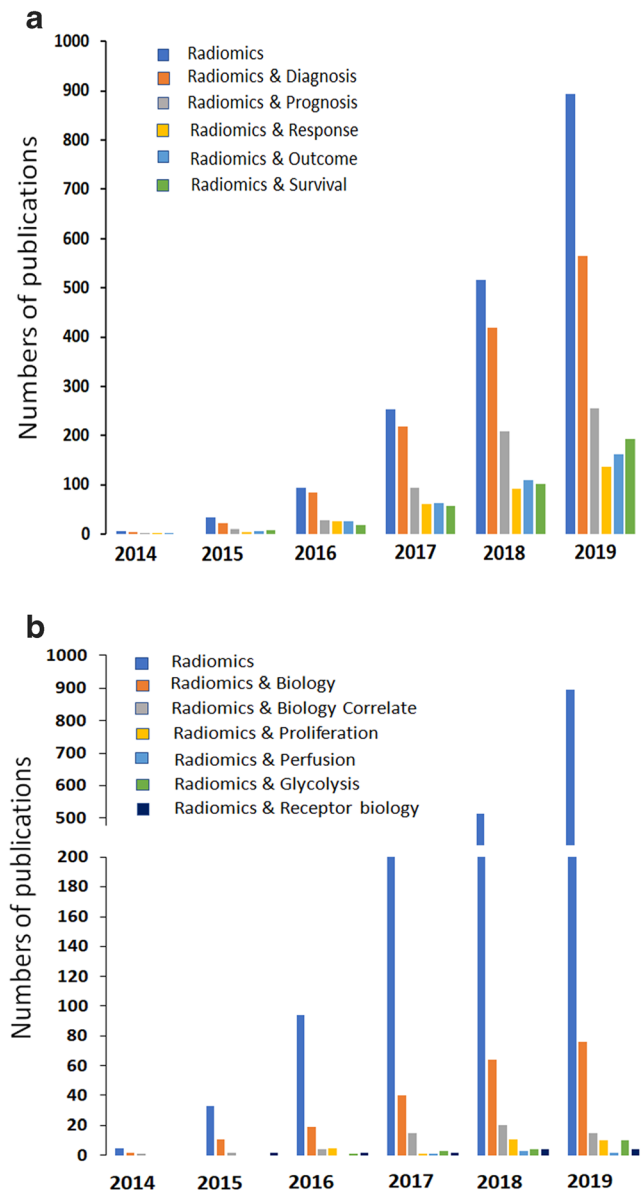 a
Numbers of publications
1000
900
800
700
600
500
400
300
200
100
0
Radiomics
Radiomics & Diagnosis
Radiomics & Prognosis
Radiomics & Response
Radiomics & Outcome
Radiomics & Survival
2014 2015 2016 2017 2018 2019
b
Numbers of publications
1000
900
800
700
600
500
200
180
160
140
120
100
80
60
40
20
0
Radiomics
Radiomics & Biology
Radiomics & Biology Correlate
Radiomics & Proliferation
Radiomics & Perfusion
Radiomics & Glycolysis
Radiomics & Receptor biology
2014 2015 2016 2017 2018 2019